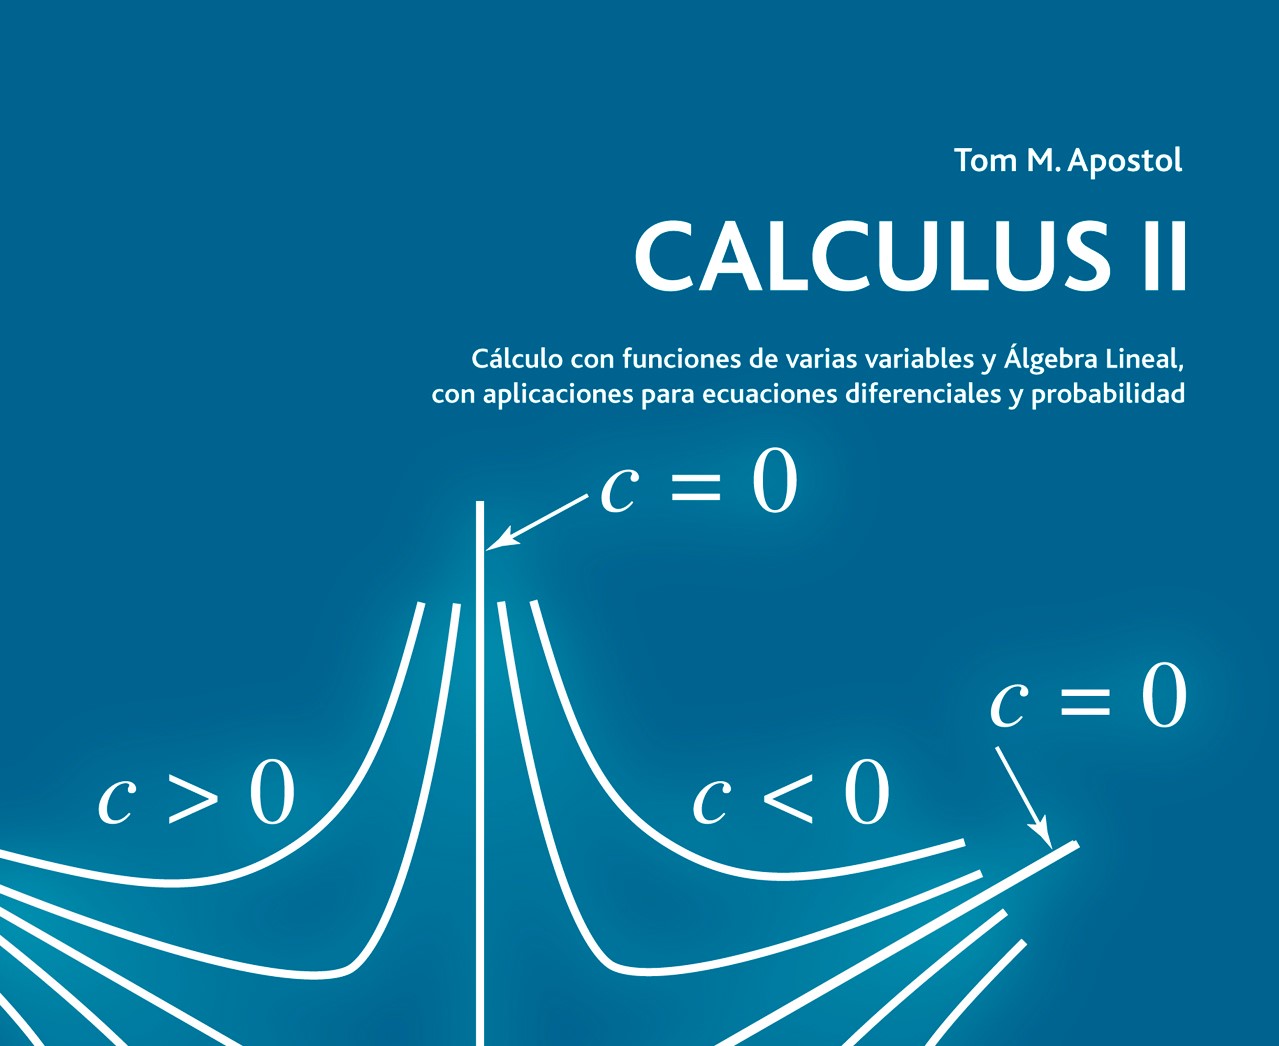 Tom M. Apostol
CALCULUS II
Cálculo con funciones de varias variables y Álgebra Lineal,
con aplicaciones para ecuaciones diferenciales y probabilidad
c = 0
c = 0
c > 0
c < 0